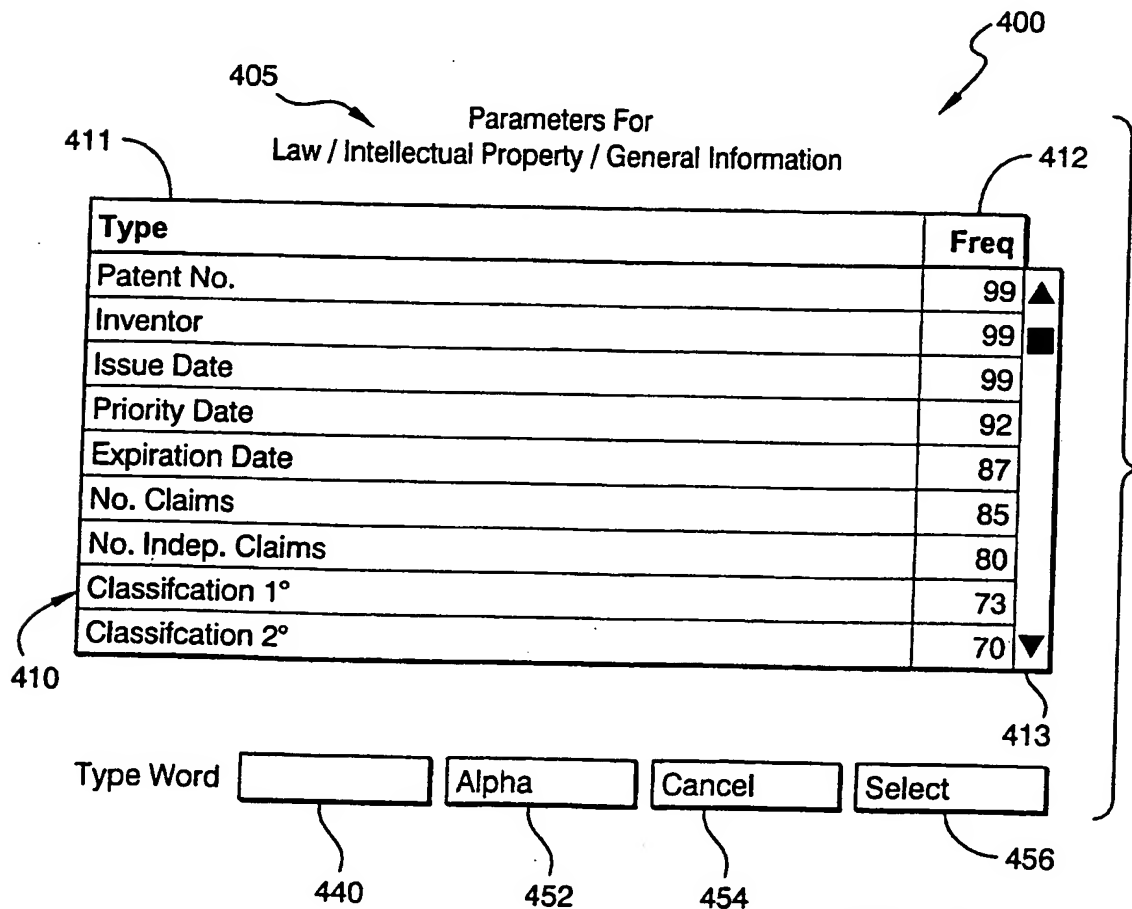 400
405
Parameters For
Law / Intellectual Property / General Information
411
412
Type Freq
Patent No. 99
Inventor 99
Issue Date 99
Priority Date 92
Expiration Date 87
No. Claims 85
No. Indep. Claims 80
Classifcation 1° 73
Classifcation 2° 70
410
413
Type Word Alpha Cancel Select
440 452 454 456